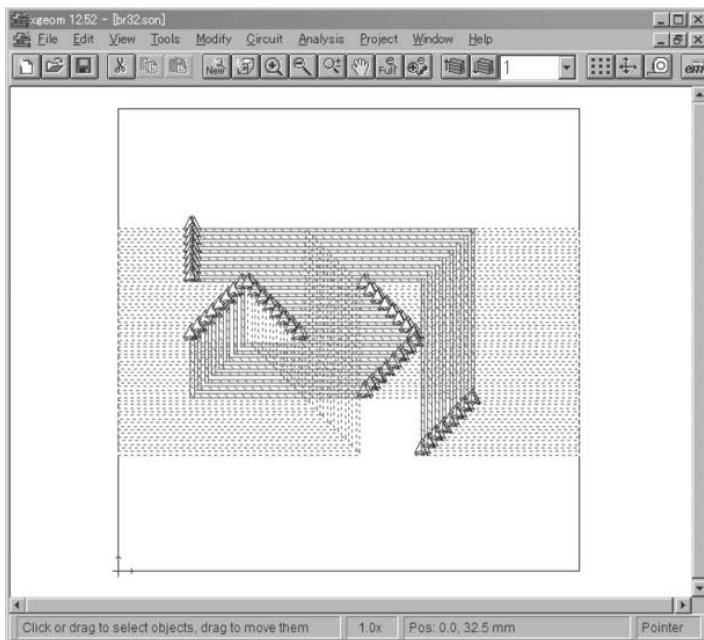 xgeom 12.52 - [br32.son]
File Edit View Tools Modify Circuit Analysis Project Window Help
New Full 1 em
Click or drag to select objects, drag to move them 1.0x Pos: 0.0, 32.5 mm Pointer